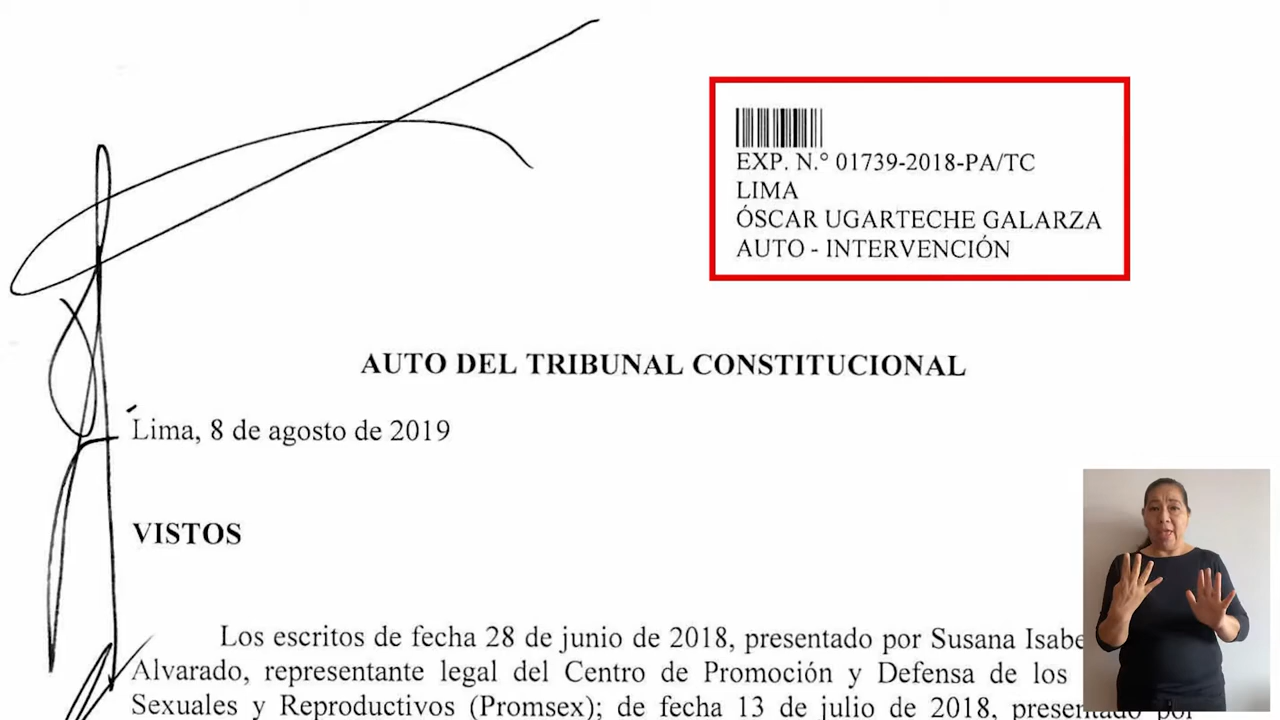 EXP. N.° 01739-2018-PA/TC
LIMA
ÓSCAR UGARTECHE GALARZA
AUTO - INTERVENCIÓN
AUTO DEL TRIBUNAL CONSTITUCIONAL
Lima, 8 de agosto de 2019
VISTOS
Los escritos de fecha 28 de junio de 2018, presentado por Susana
Alvarado, representante legal del Centro de Promoción y Defensa de los
Sexuales y Reproductivos (Promsex); de fecha 13 de julio de 2018, presentado por